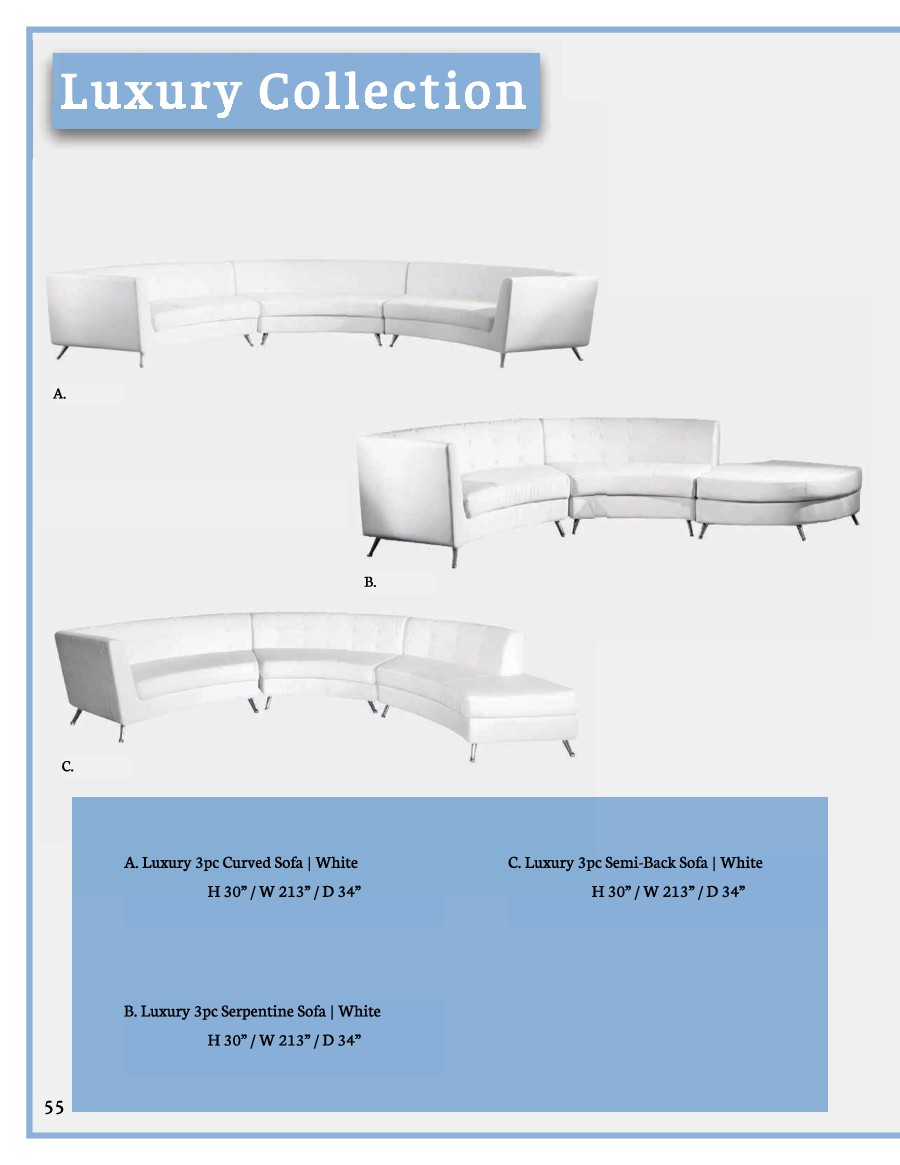 Luxury Collection
A.
B.
C.
A. Luxury 3pc Curved Sofa | White
H 30” / W 213” / D 34”
C. Luxury 3pc Semi-Back Sofa | White
H 30” / W 213” / D 34”
B. Luxury 3pc Serpentine Sofa | White
H 30” / W 213” / D 34”
55